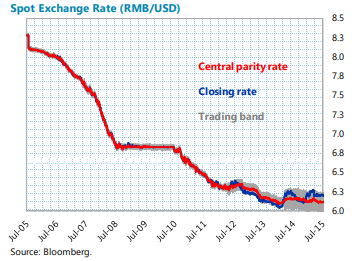 Spot Exchange Rate (RMB/USD)
8.5
8.3
8.0
7.8
7.5
7.3
7.0
6.8
6.5
6.3
6.0
Central parity rate
Closing rate
Trading band
Jul-05
Jul-06
Jul-07
Jul-08
Jul-09
Jul-10
Jul-11
Jul-12
Jul-13
Jul-14
Jul-15
Source: Bloomberg.